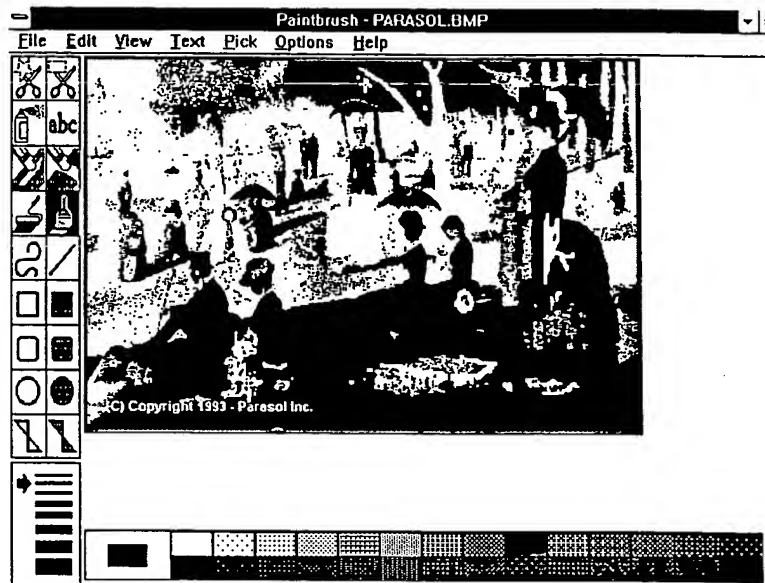 Paintbrush - PARASOL.BMP
File Edit View Text Pick Options Help
abc
(C) Copyright 1993 - Parasol Inc.